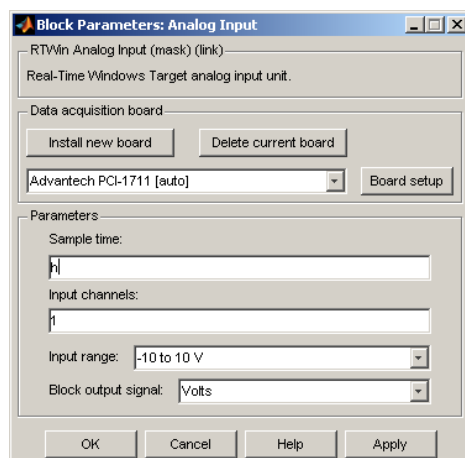 Block Parameters: Analog Input
RTWin Analog Input (mask) (link)
Real-Time Windows Target analog input unit.
Data acquisition board
Install new board Delete current board
Advantech PCI-1711 [auto] Board setup
Parameters
Sample time:
h
Input channels:
1
Input range: -10 to 10 V
Block output signal: Volts
OK Cancel Help Apply